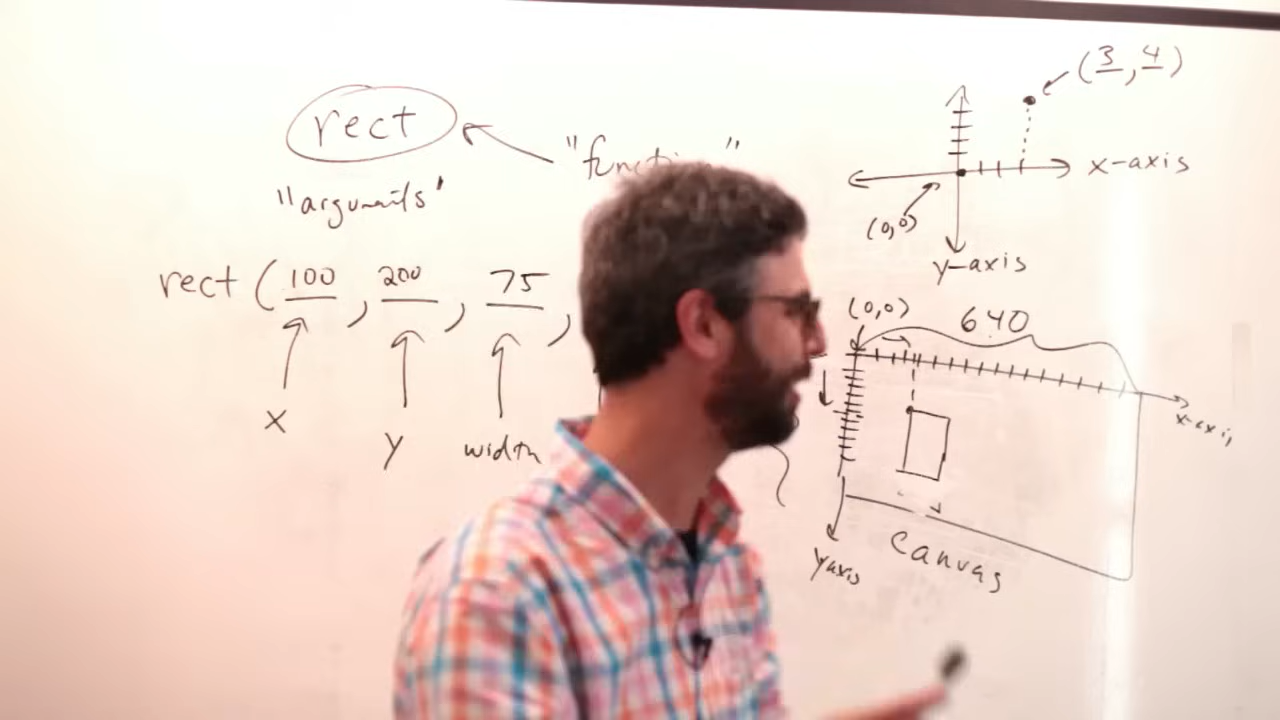 rect
"function"
"arguments"
rect (100, 200, 75,
x
y
width
(3, 4)
x-axis
(0,0)
y-axis
(0,0)
640
x-axis
y axis
Canvas